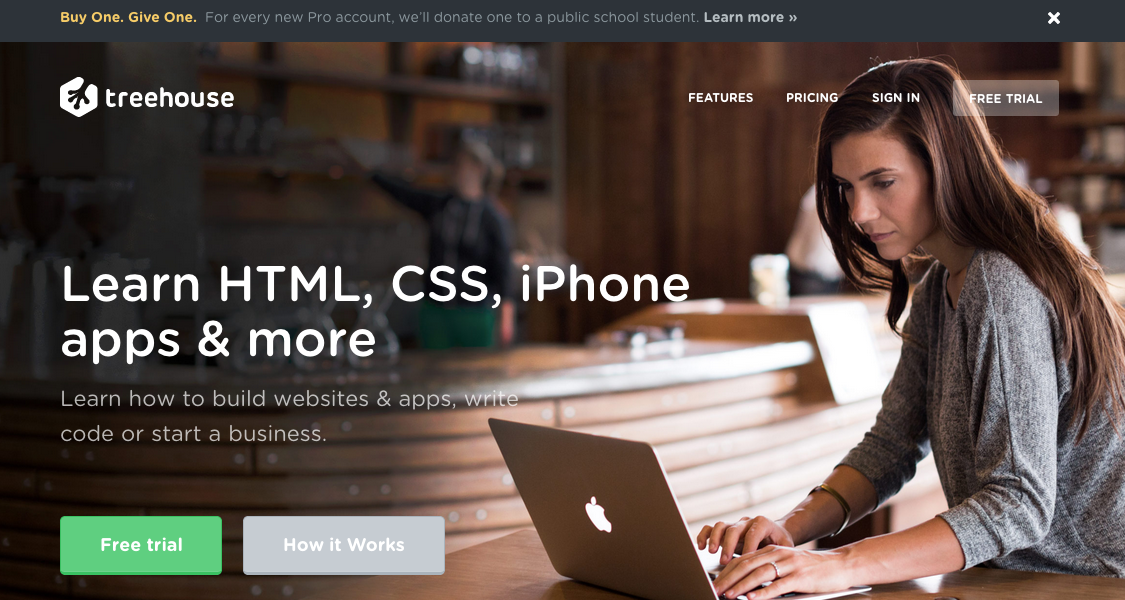 Buy One. Give One. For every new Pro account, we'll donate one to a public school student. Learn more »
treehouse
FEATURES PRICING SIGN IN FREE TRIAL
Learn HTML, CSS, iPhone
apps & more
Learn how to build websites & apps, write
code or start a business.
Free trial How it Works